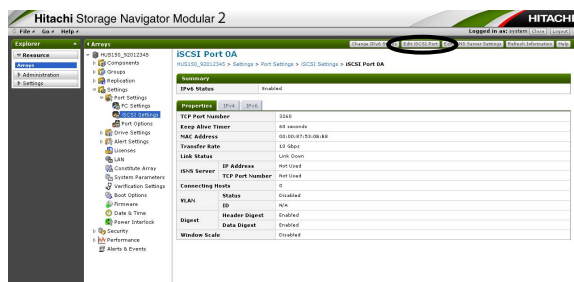 Hitachi Storage Navigator Modular 2
HITACHI
File Go Help
Logged in as: system Close Logout
Explorer
Arrays
Change IPv6 Edit iSCSI Port NS Server Settings Refresh Information Help
Resource
Arrays
Administration
Settings
HUS150_92012345
Components
Groups
Replication
Settings
Port Settings
FC Settings
iSCSI Settings
Port Options
Drive Settings
Alert Settings
Licenses
LAN
Constitute Array
System Parameters
Verification Settings
Boot Options
Firmware
Date & Time
Power Interlock
Security
Performance
Alerts & Events
iSCSI Port 0A
HUS150_92012345 > Settings > Port Settings > iSCSI Settings > iSCSI Port 0A
Summary
IPv6 Status Enabled
Properties IPv4 IPv6
TCP Port Number 3260
Keep Alive Timer 60 seconds
MAC Address 00:00:87:53:0B:B8
Transfer Rate 10 Gbps
Link Status Link Down
iSNS Server IP Address Not Used
TCP Port Number Not Used
Connecting Hosts 0
VLAN Status Disabled
ID N/A
Digest Header Digest Enabled
Data Digest Enabled
Window Scale Disabled